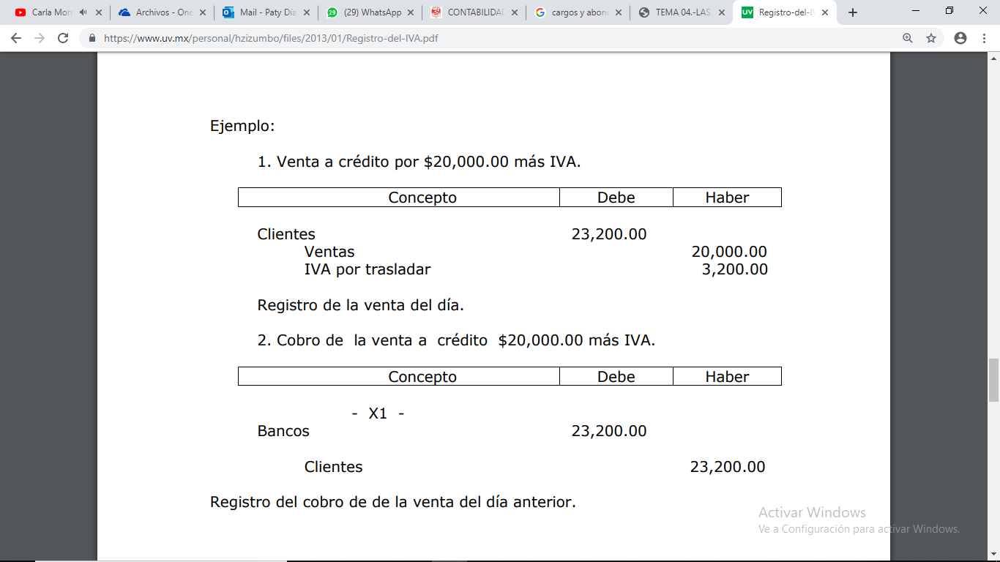 Carla Morr
Archivos - One
Mail - Paty Día
(29) WhatsApp
CONTABILIDAD
cargos y abono
TEMA 04.-LAS
UV Registro-del-I
https://www.uv.mx/personal/hzizumbo/files/2013/01/Registro-del-IVA.pdf
Ejemplo:
1. Venta a crédito por $20,000.00 más IVA.
Concepto Debe Haber
Clientes 23,200.00
Ventas 20,000.00
IVA por trasladar 3,200.00
Registro de la venta del día.
2. Cobro de la venta a crédito $20,000.00 más IVA.
Concepto Debe Haber
- X1 -
Bancos 23,200.00
Clientes 23,200.00
Registro del cobro de de la venta del día anterior.
Activar Windows
Ve a Configuración para activar Windows.